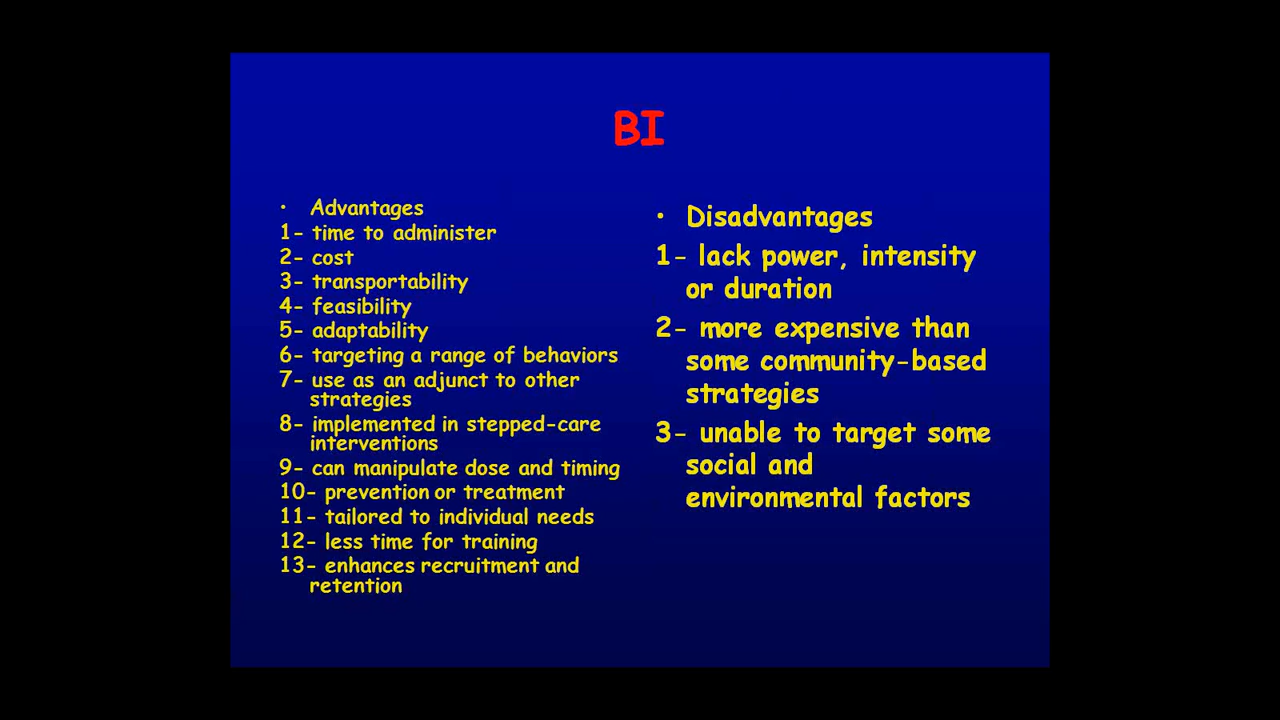 BI
• Advantages
1- time to administer
2- cost
3- transportability
4- feasibility
5- adaptability
6- targeting a range of behaviors
7- use as an adjunct to other
strategies
8- implemented in stepped-care
interventions
9- can manipulate dose and timing
10- prevention or treatment
11- tailored to individual needs
12- less time for training
13- enhances recruitment and
retention
• Disadvantages
1- lack power, intensity
or duration
2- more expensive than
some community-based
strategies
3- unable to target some
social and
environmental factors